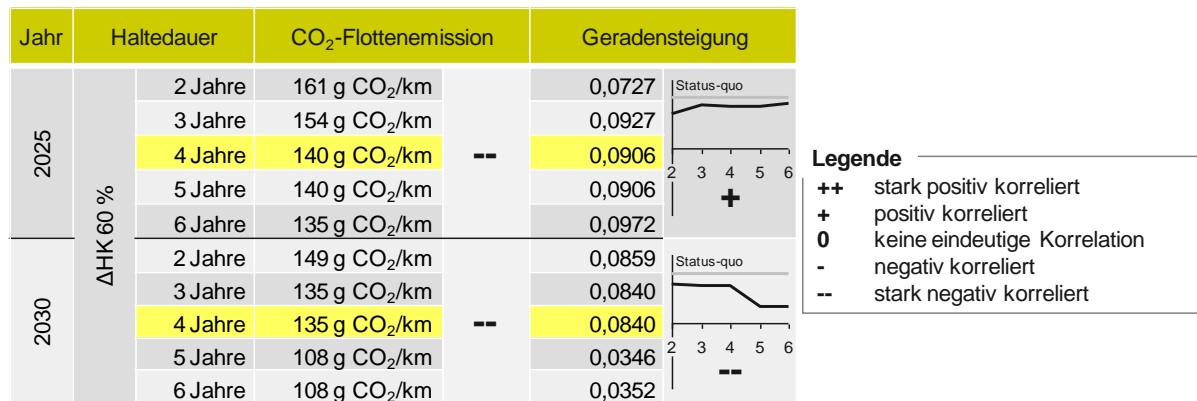 Jahr Haltedauer CO₂-Flottenemission Geradensteigung
2025
ΔHK 60 %
2 Jahre 161 g CO₂/km 0,0727
3 Jahre 154 g CO₂/km 0,0927
4 Jahre 140 g CO₂/km -- 0,0906
5 Jahre 140 g CO₂/km 0,0906
6 Jahre 135 g CO₂/km 0,0972
Status-quo
2 3 4 5 6
+
2030
2 Jahre 149 g CO₂/km 0,0859
3 Jahre 135 g CO₂/km 0,0840
4 Jahre 135 g CO₂/km -- 0,0840
5 Jahre 108 g CO₂/km 0,0346
6 Jahre 108 g CO₂/km 0,0352
Status-quo
2 3 4 5 6
--
Legende
++ stark positiv korreliert
+ positiv korreliert
0 keine eindeutige Korrelation
- negativ korreliert
-- stark negativ korreliert